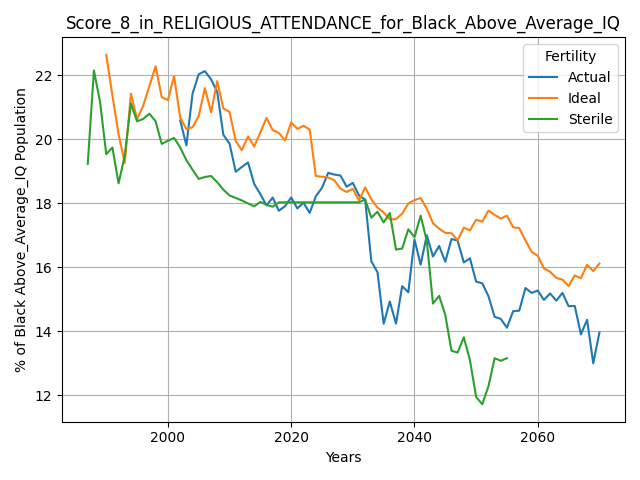 Score_8_in_RELIGIOUS_ATTENDANCE_for_Black_Above_Average_IQ
Fertility
Actual
Ideal
Sterile
% of Black Above_Average_IQ Population
22
20
18
16
14
12
2000
2020
2040
2060
Years